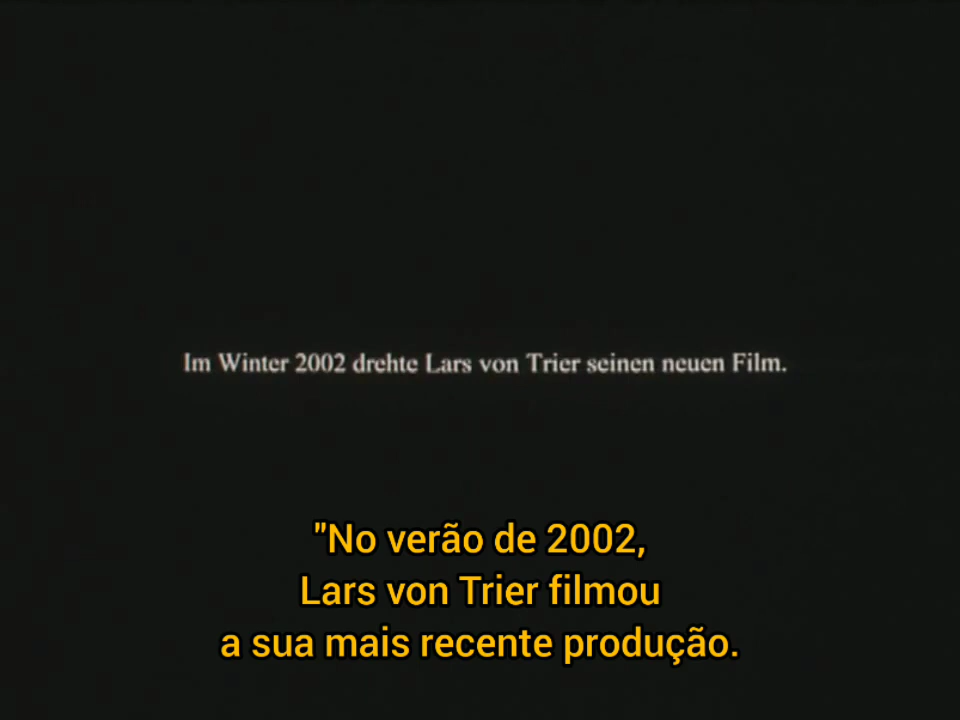 Im Winter 2002 drehte Lars von Trier seinen neuen Film.
"No verão de 2002,
Lars von Trier filmou
a sua mais recente produção.